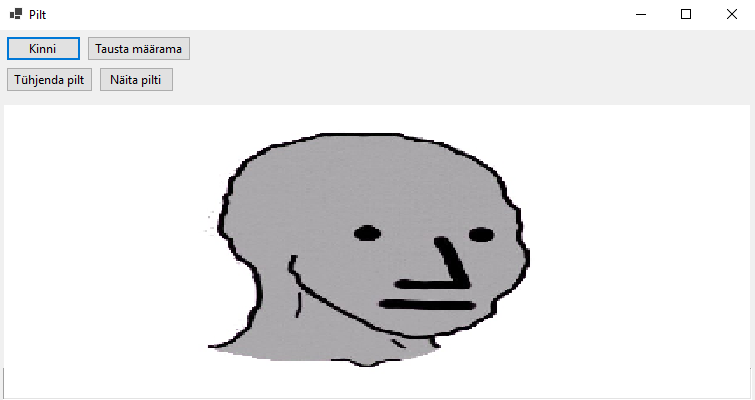 Pilt
Kinni Tausta määrama
Tühjenda pilt Näita pilti